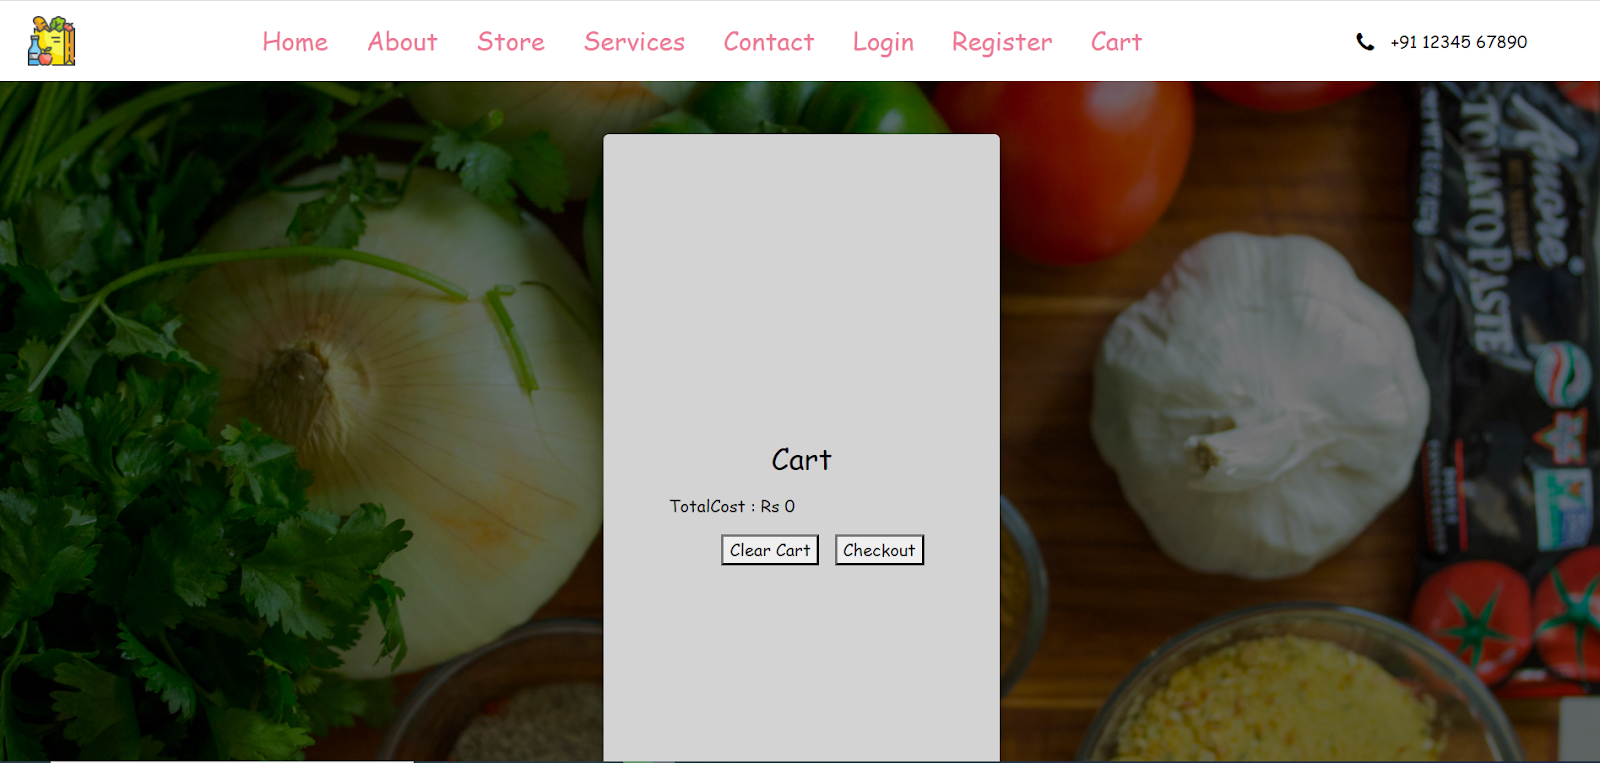 Home About Store Services Contact Login Register Cart +91 12345 67890
Amore
TOMATO PASTE
Cart
TotalCost : Rs 0
Clear Cart Checkout